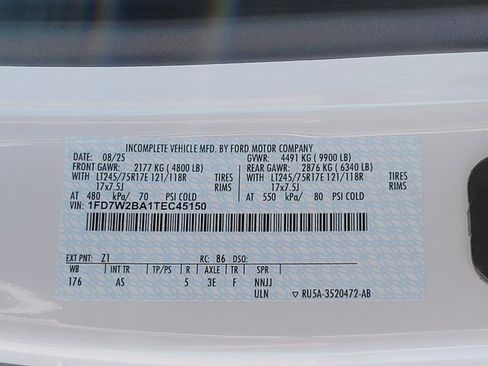 INCOMPLETE VEHICLE MFD. BY FORD MOTOR COMPANY
DATE: 08/25 GVWR: 4491 KG ( 9900 LB)
FRONT GAWR: 2177 KG ( 4800 LB) REAR GAWR: 2876 KG ( 6340 LB)
WITH LT245/75R17E 121/118R TIRES WITH LT245/75R17E 121/118R TIRES
17x7.5J RIMS 17x7.5J RIMS
AT 480 kPa/ 70 PSI COLD AT 550 kPa/ 80 PSI COLD
1FD7W2BA1TEC45150
EXT PNT: Z1 RC: 86 DSO:
WB INT TR TP/PS R AXLE TR SPR
176 AS 5 3E F NNJJ
ULN ▽ RU5A-3520472-AB